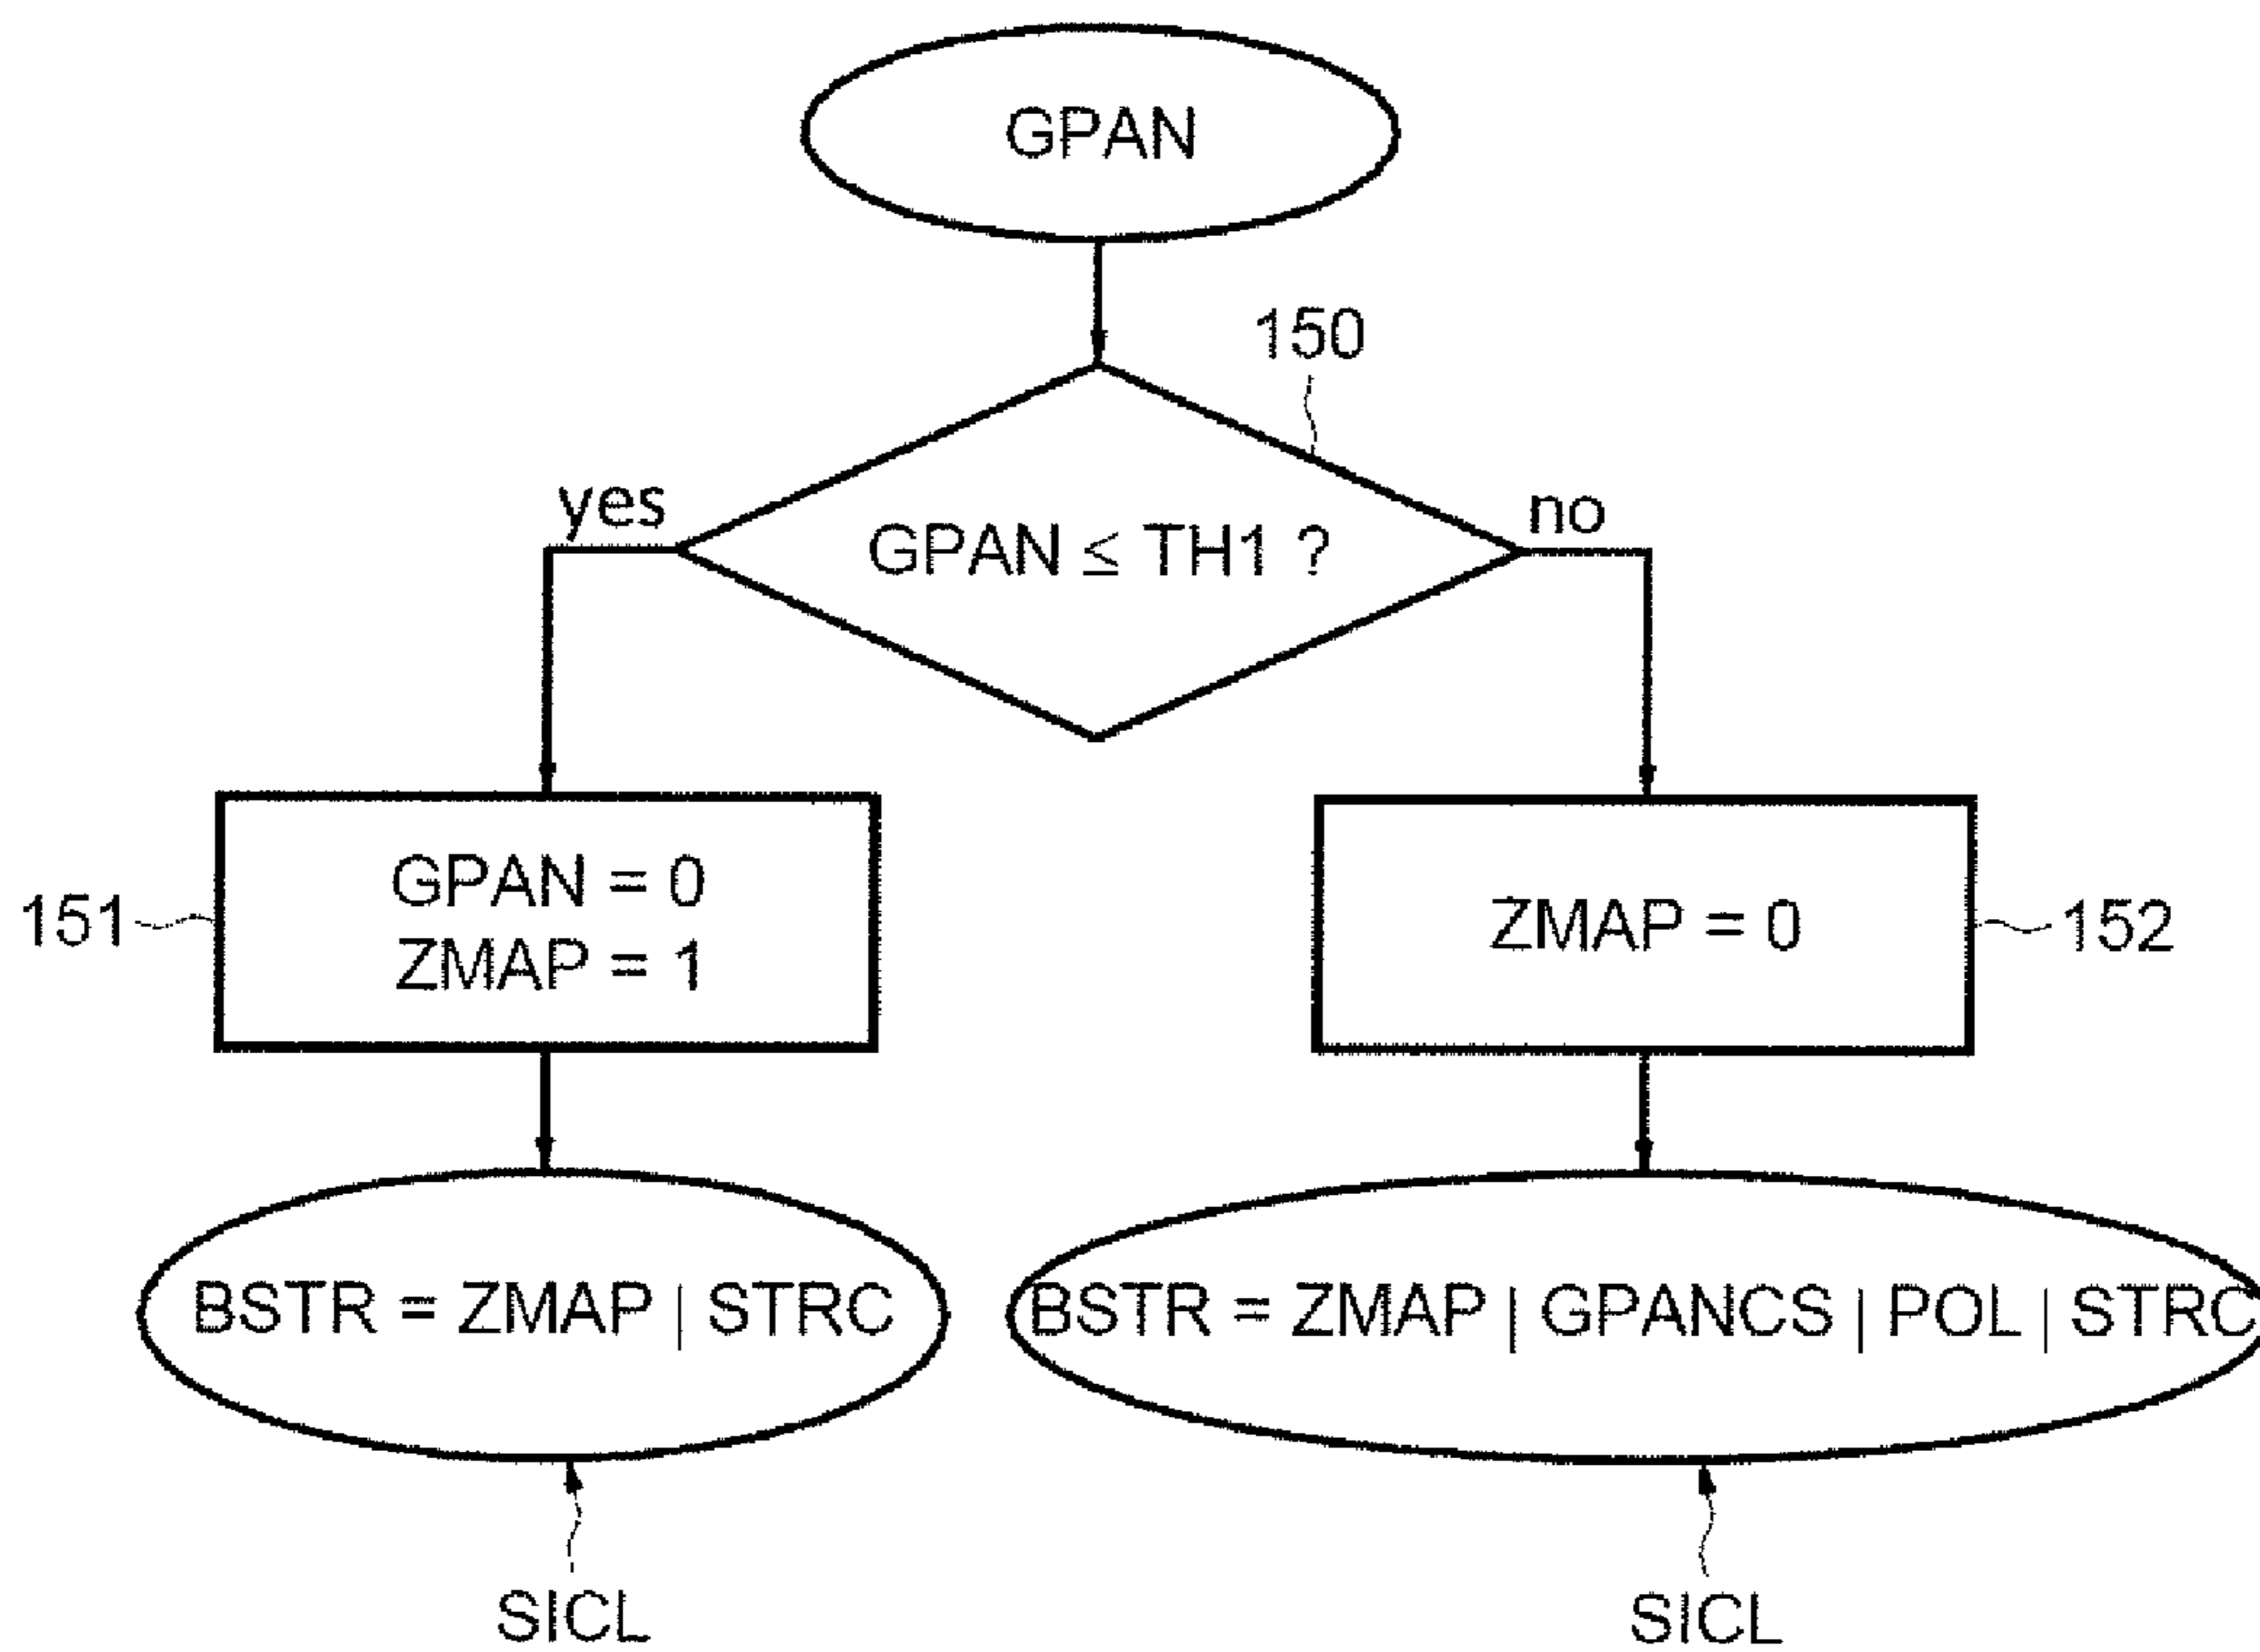 GPAN
150
yes
no
GPAN ≤ TH1 ?
GPAN = 0
ZMAP = 1
151
ZMAP = 0
152
BSTR = ZMAP | STRC
BSTR = ZMAP | GPANCS | POL | STRC
SICL
SICL